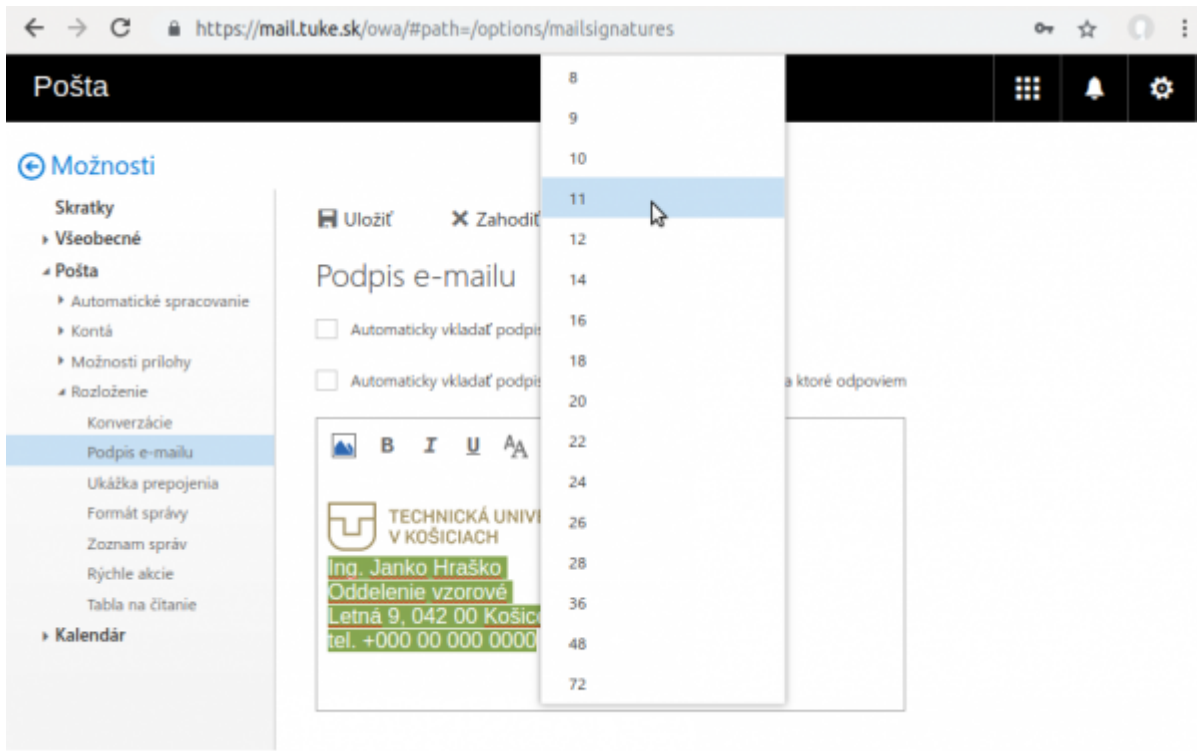 https://mail.tuke.sk/owa/#path=/options/mailsignatures
Pošta
Možnosti
Skratky
Všeobecné
Pošta
Automatické spracovanie
Kontá
Možnosti prílohy
Rozloženie
Konverzácie
Podpis e-mailu
Ukážka prepojenia
Formát správy
Zoznam správ
Rýchle akcie
Tabla na čítanie
Kalendár
Uložiť Zahodiť
Podpis e-mailu
Automaticky vkladať podpis
Automaticky vkladať podpis a ktoré odpoviem
B I U AA
TECHNICKÁ UNIVE
V KOŠICIACH
Ing. Janko Hraško
Oddelenie vzorové
Letná 9, 042 00 Košice
tel. +000 00 000 0000
8
9
10
11
12
14
16
18
20
22
24
26
28
36
48
72